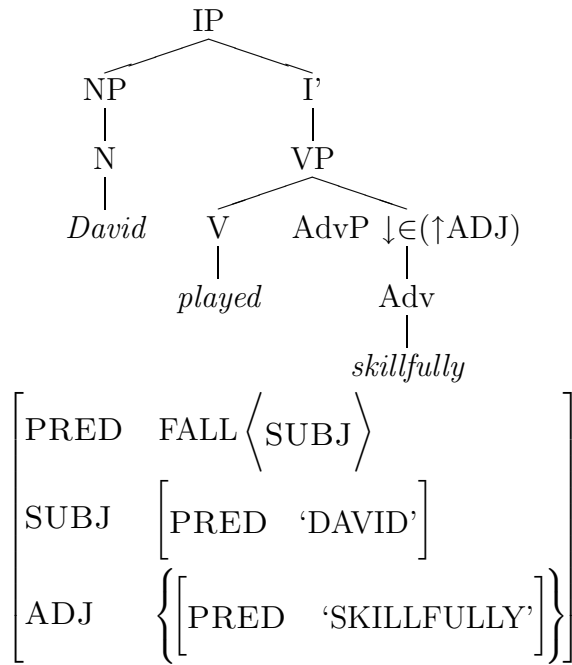 IP
NP I’
N VP
David V AdvP ↓∈(↑ADJ)
played Adv
skillfully
PRED FALL⟨SUBJ⟩
SUBJ [PRED ‘DAVID’]
ADJ {[PRED ‘SKILLFULLY’]}